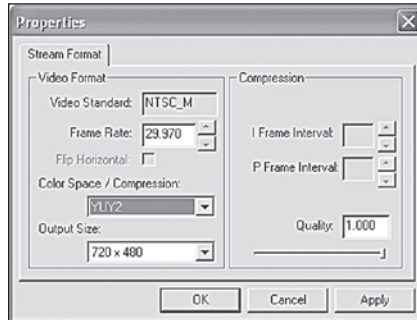 Properties
Stream Format
Video Format
Video Standard: NTSC_M
Frame Rate: 29.970
Flip Horizontal:
Color Space / Compression:
YUY2
Output Size:
720 x 480
Compression
I Frame Interval:
P Frame Interval:
Quality: 1.000
OK Cancel Apply